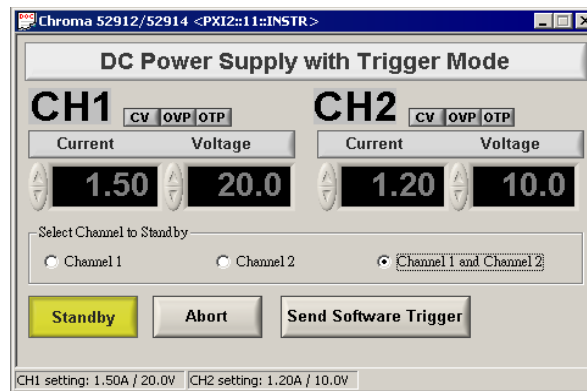 Chroma 52912/52914 <PXI2::11::INSTR>
DC Power Supply with Trigger Mode
CH1 CV OVP OTP CH2 CV OVP OTP
Current Voltage Current Voltage
1.50 20.0 1.20 10.0
Select Channel to Standby
Channel 1 Channel 2 Channel 1 and Channel 2
Standby Abort Send Software Trigger
CH1 setting: 1.50A / 20.0V CH2 setting: 1.20A / 10.0V